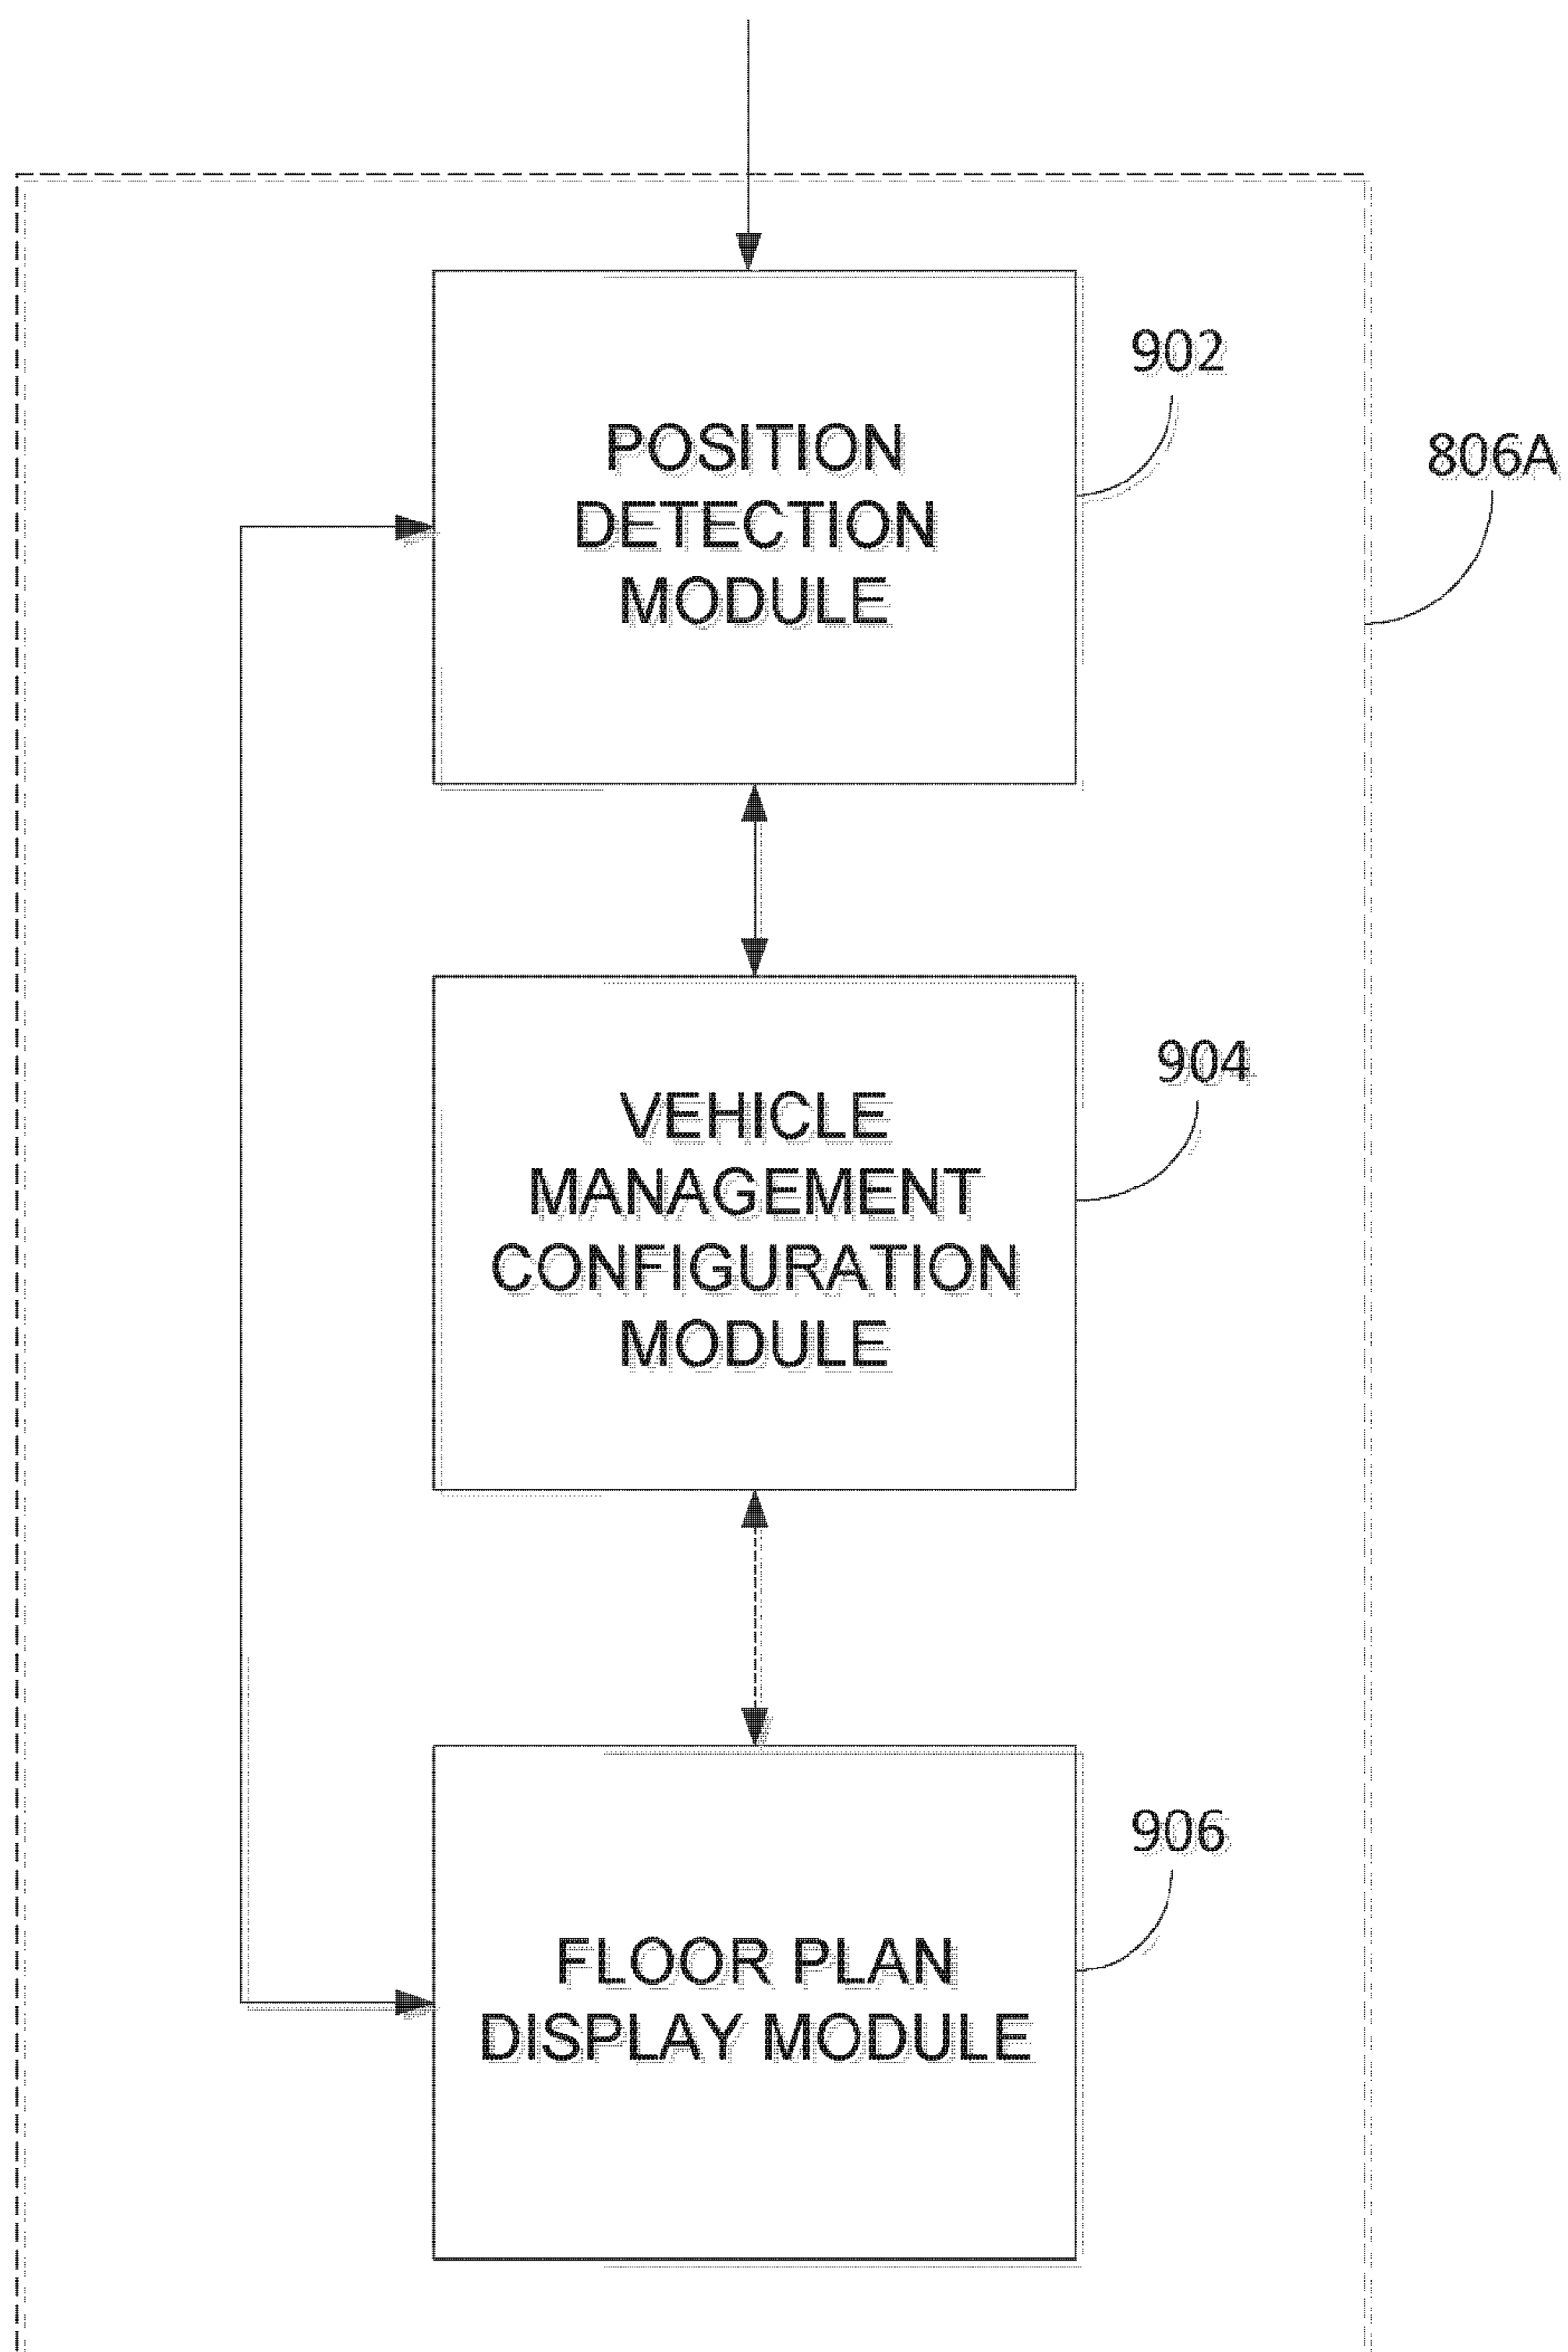 902
POSITION
DETECTION
MODULE
806A
904
VEHICLE
MANAGEMENT
CONFIGURATION
MODULE
906
FLOOR PLAN
DISPLAY MODULE